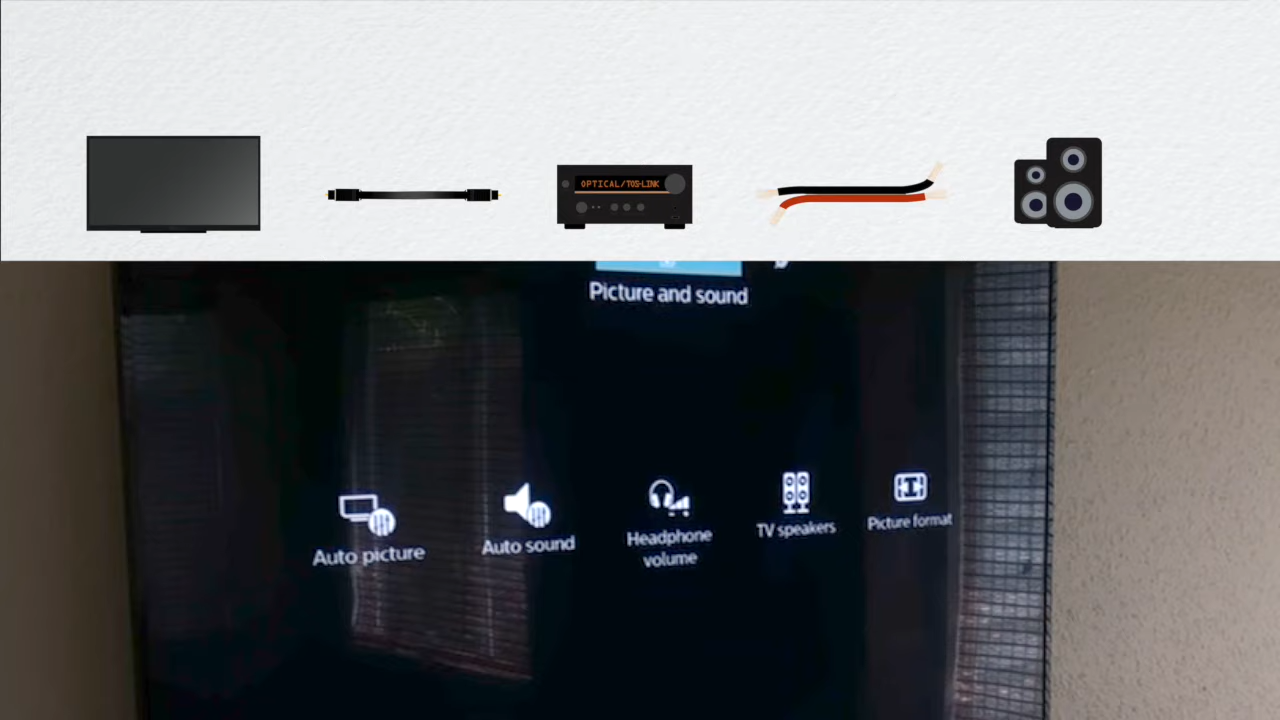 OPTICAL/TOS-LINK
Picture and sound
Auto picture
Auto sound
Headphone
volume
TV speakers
Picture format